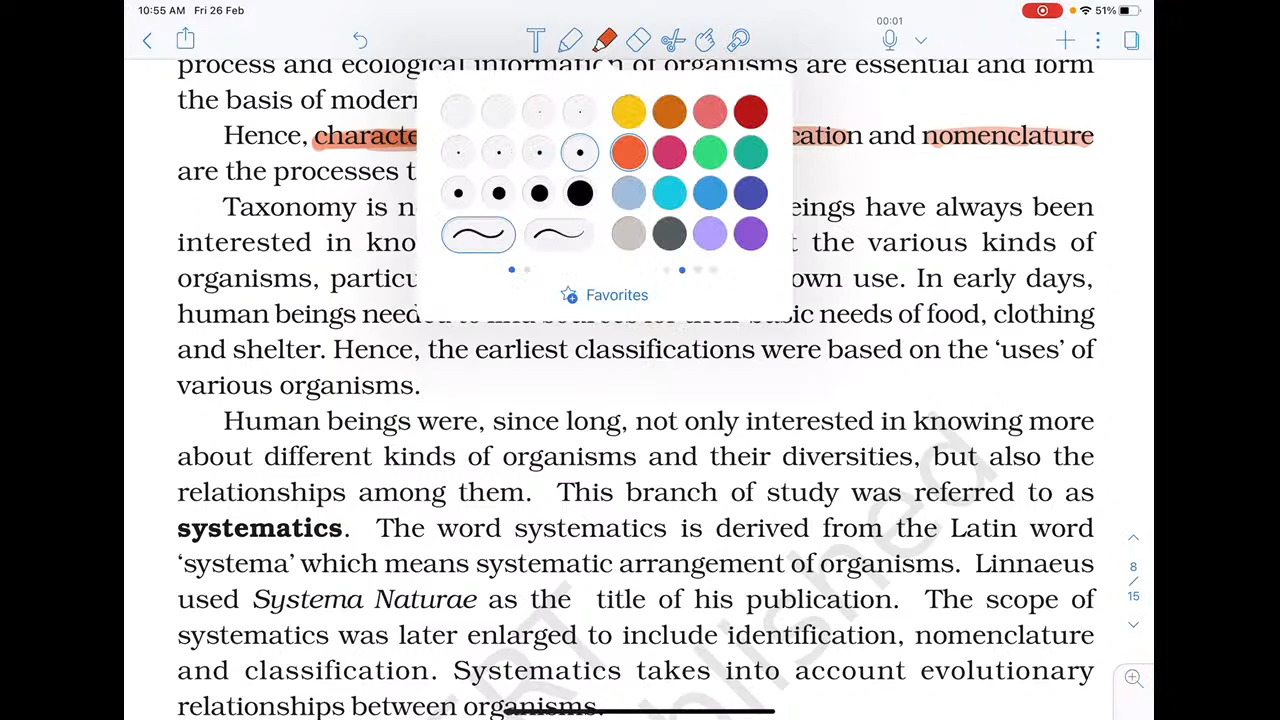 10:55 AM Fri 26 Feb
51%
00:01
process and ecological information of organisms are essential and form
the basis of moder
Hence, characte cation and nomenclature
are the processes t
Taxonomy is n eings have always been
interested in kno t the various kinds of
organisms, particu own use. In early days,
human beings needed to find sources for their basic needs of food, clothing
and shelter. Hence, the earliest classifications were based on the ‘uses’ of
various organisms.
Favorites
Human beings were, since long, not only interested in knowing more
about different kinds of organisms and their diversities, but also the
relationships among them. This branch of study was referred to as
systematics. The word systematics is derived from the Latin word
‘systema’ which means systematic arrangement of organisms. Linnaeus
used Systema Naturae as the title of his publication. The scope of
systematics was later enlarged to include identification, nomenclature
and classification. Systematics takes into account evolutionary
relationships between organisms.
8
/
15